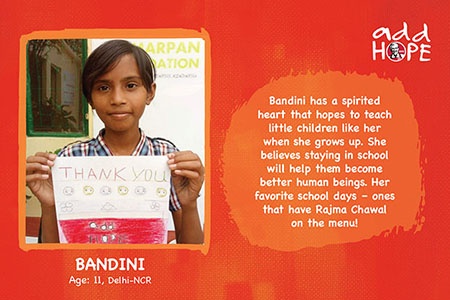 add
HOPE
ARPAN
DATION
THANK YOU
Bandini has a spirited
heart that hopes to teach
little children like her
when she grows up. She
believes staying in school
will help them become
better human beings. Her
favorite school days – ones
that have Rajma Chawal
on the menu!
BANDINI
Age: 11, Delhi-NCR